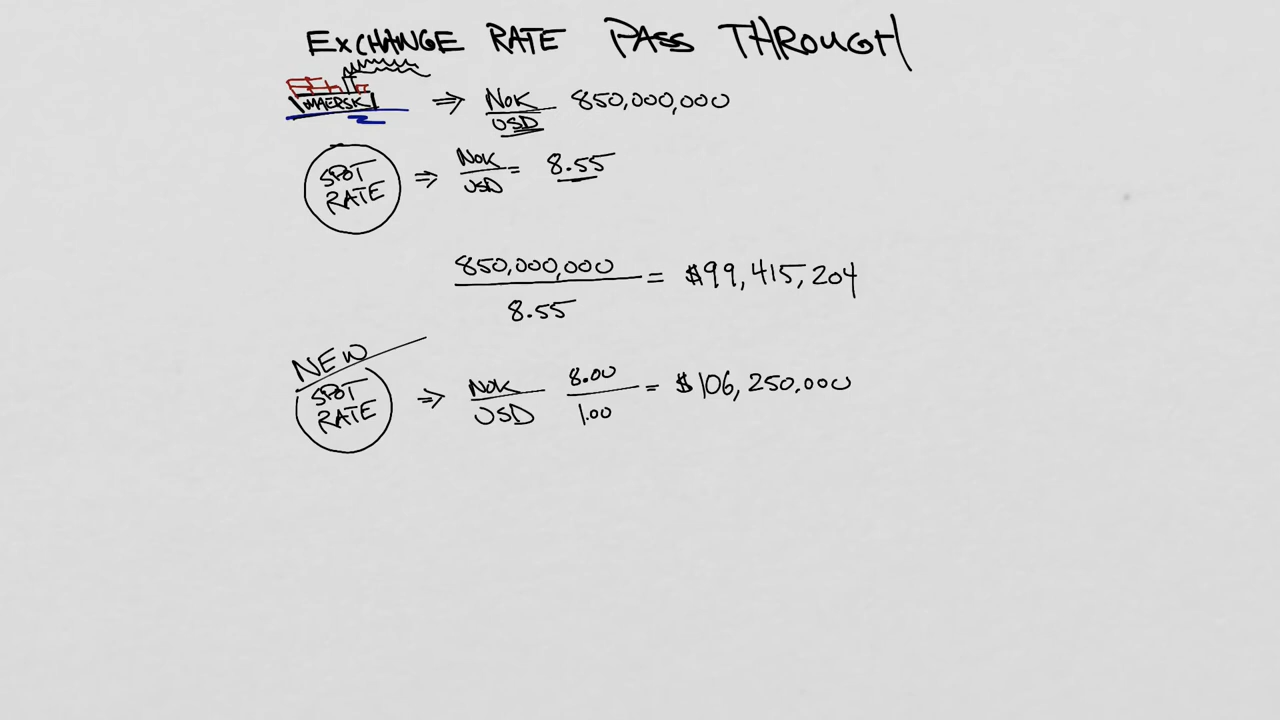 EXCHANGE RATE PASS THROUGH
MAERSK ⇒ NOK/USD 850,000,000
SPOT RATE ⇒ NOK/USD = 8.55
850,000,000/8.55 = $99,415,204
NEW
SPOT RATE ⇒ NOK/USD 8.00/1.00 = $106,250,000